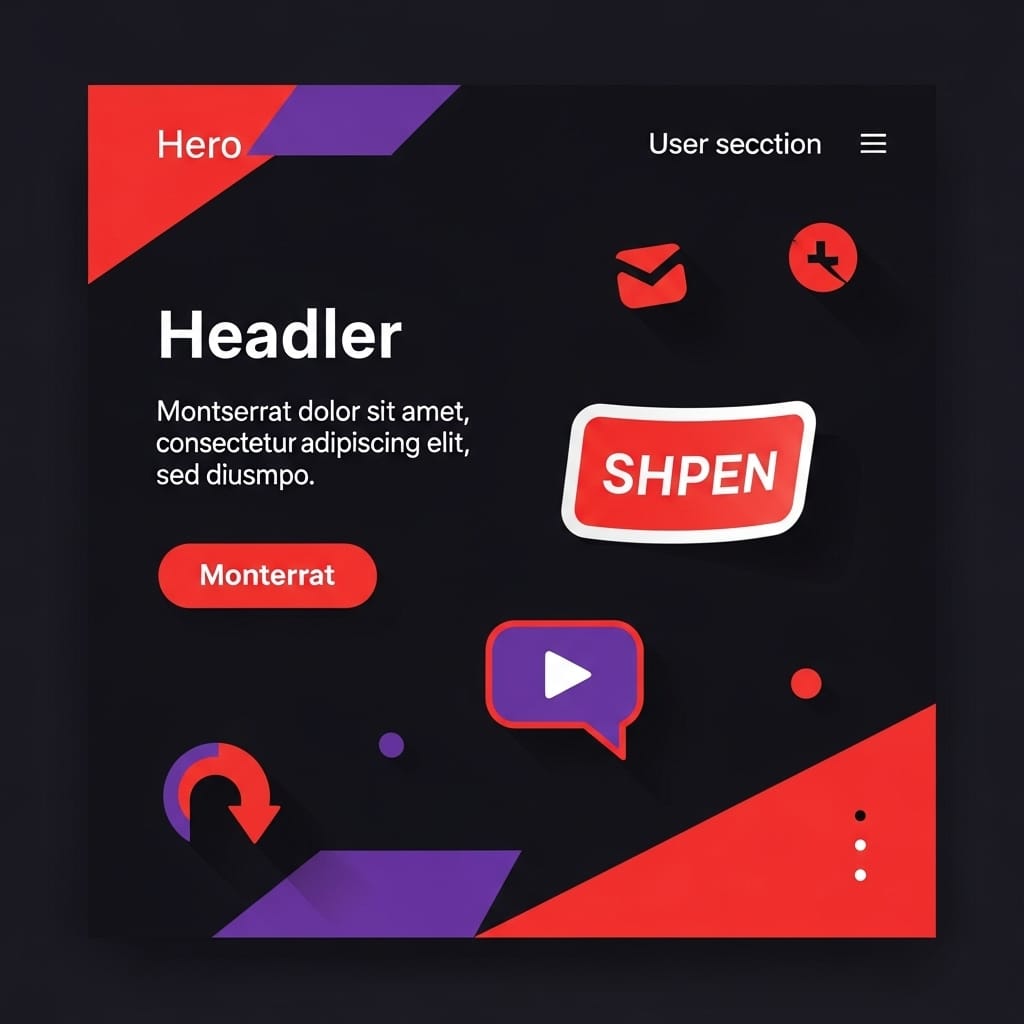 Hero
User secction
Headler
Montserrat dolor sit amet,
consectetur adipiscing elit,
sed diusmpo.
SHPEN
Monterrat